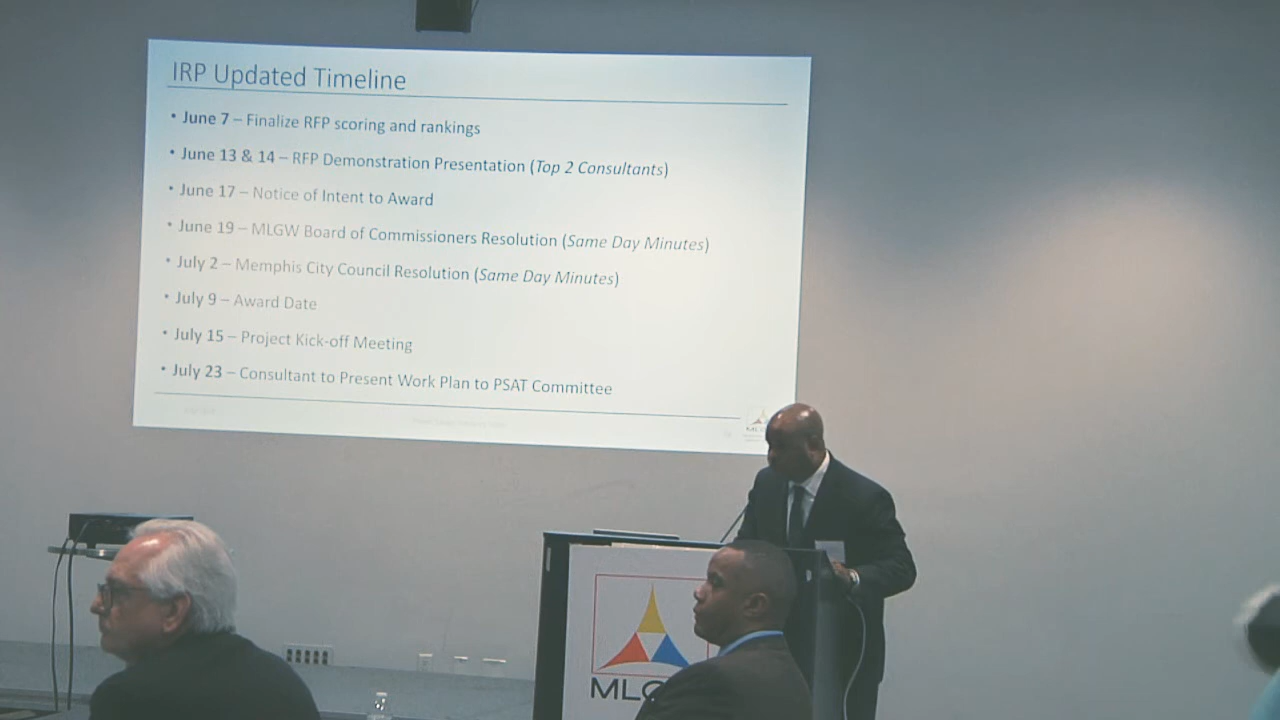 IRP Updated Timeline
• June 7 – Finalize RFP scoring and rankings
• June 13 & 14 – RFP Demonstration Presentation (Top 2 Consultants)
• June 17 – Notice of Intent to Award
• June 19 – MLGW Board of Commissioners Resolution (Same Day Minutes)
• July 2 – Memphis City Council Resolution (Same Day Minutes)
• July 9 – Award Date
• July 15 – Project Kick-off Meeting
• July 23 – Consultant to Present Work Plan to PSAT Committee
MLG